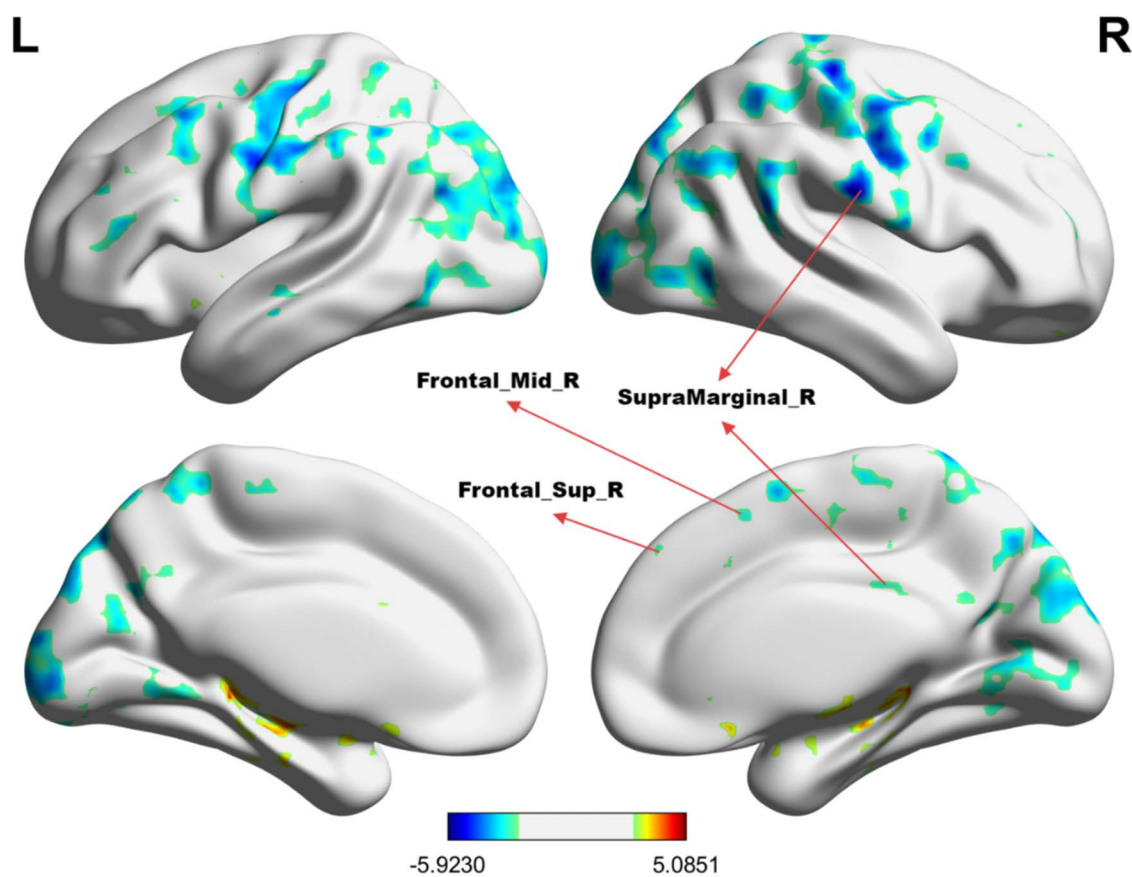 L
R
Frontal_Mid_R
SupraMarginal_R
Frontal_Sup_R
-5.9230
5.0851